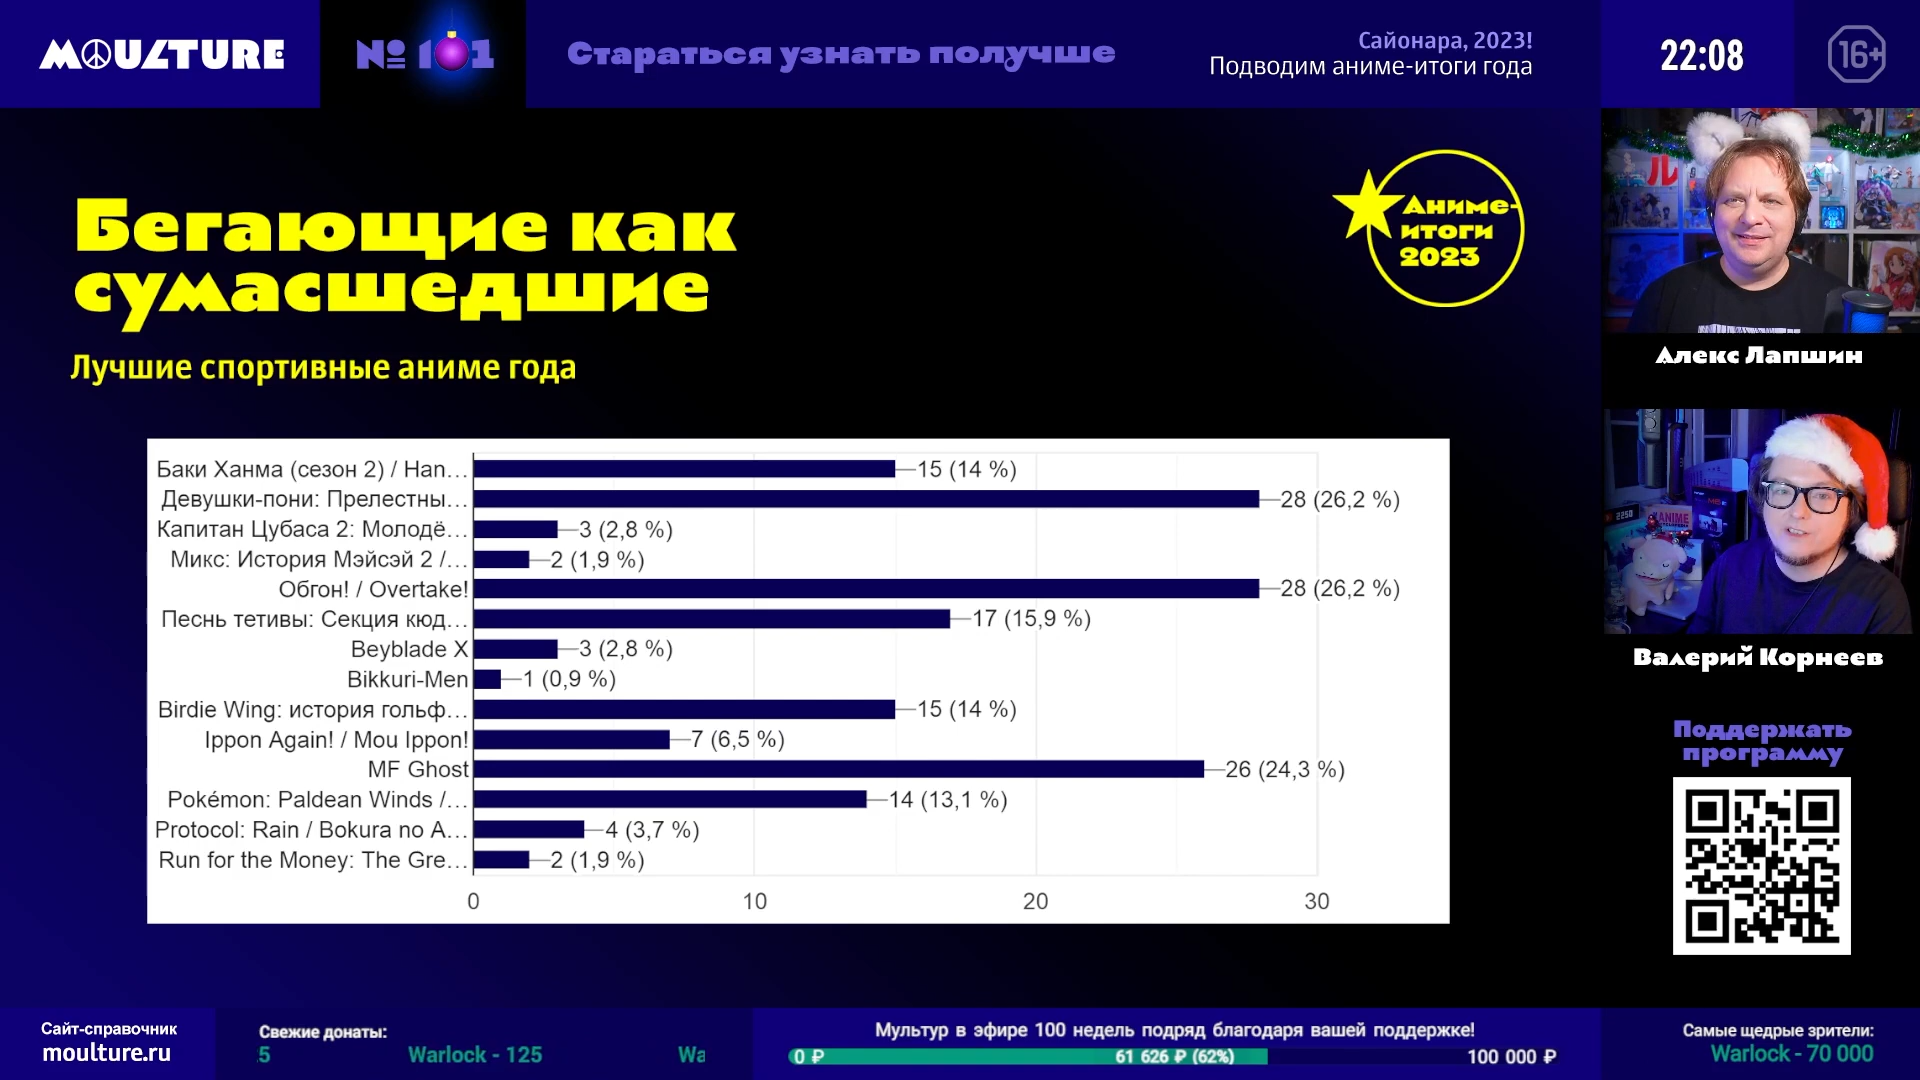 MOULTURE
№ 101
Стараться узнать получше
Сайонара, 2023!
Подводим аниме-итоги года
22:08
16+
Бегающие как
сумасшедшие
Лучшие спортивные аниме года
Аниме-
итоги
2023
Баки Ханма (сезон 2) / Han... 15 (14 %)
Девушки-пони: Прелестны... 28 (26,2 %)
Капитан Цубаса 2: Молодё... 3 (2,8 %)
Микс: История Мэйсэй 2 /... 2 (1,9 %)
Обгон! / Overtake! 28 (26,2 %)
Песнь тетивы: Секция кюд... 17 (15,9 %)
Beyblade X 3 (2,8 %)
Bikkuri-Men 1 (0,9 %)
Birdie Wing: история гольф... 15 (14 %)
Ippon Again! / Mou Ippon! 7 (6,5 %)
MF Ghost 26 (24,3 %)
Pokémon: Paldean Winds /... 14 (13,1 %)
Protocol: Rain / Bokura no A... 4 (3,7 %)
Run for the Money: The Gre... 2 (1,9 %)
0 10 20 30
Алекс Лапшин
ANIME
Валерий Корнеев
Поддержать
программу
Сайт-справочник
moulture.ru
Свежие донаты:
5 Warlock - 125 Wa
Мультур в эфире 100 недель подряд благодаря вашей поддержке!
0 ₽ 61 626 ₽ (62%) 100 000 ₽
Самые щедрые зрители:
Warlock - 70 000